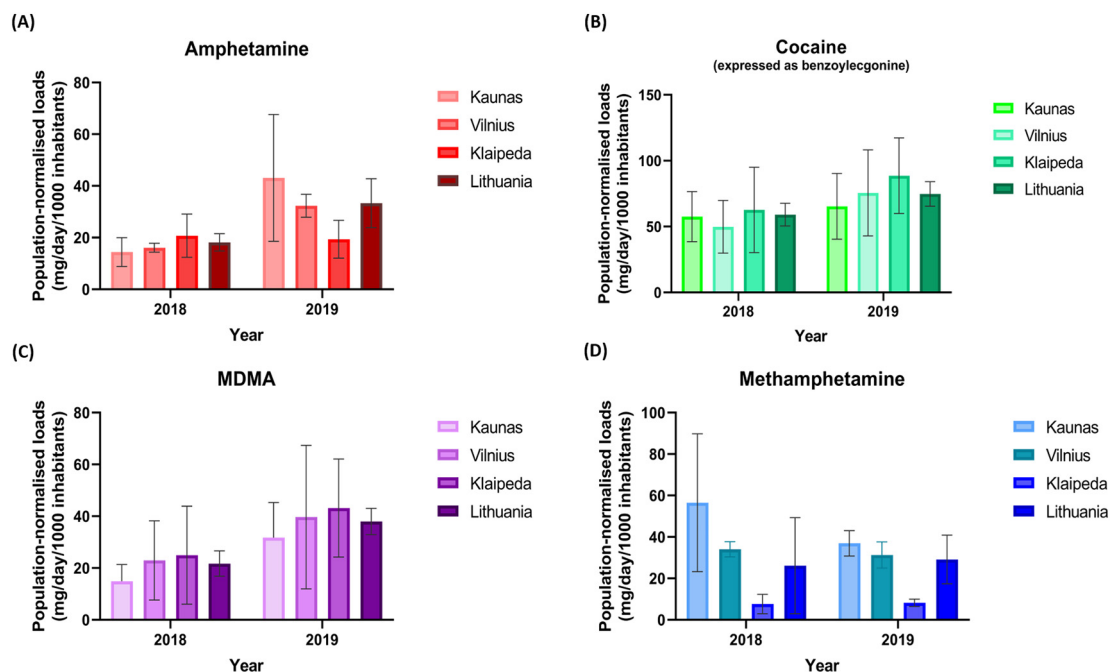 (A)
Amphetamine
Population-normalised loads
(mg/day/1000 inhabitants)
80
60
40
20
0
2018
2019
Year
Kaunas
Vilnius
Klaipeda
Lithuania
(B)
Cocaine
(expressed as benzoylecgonine)
Population-normalised loads
(mg/day/1000 inhabitants)
150
100
50
0
2018
2019
Year
Kaunas
Vilnius
Klaipeda
Lithuania
(C)
MDMA
Population-normalised loads
(mg/day/1000 inhabitants)
80
60
40
20
0
2018
2019
Year
Kaunas
Vilnius
Klaipeda
Lithuania
(D)
Methamphetamine
Population-normalised loads
(mg/day/1000 inhabitants)
100
80
60
40
20
0
2018
2019
Year
Kaunas
Vilnius
Klaipeda
Lithuania